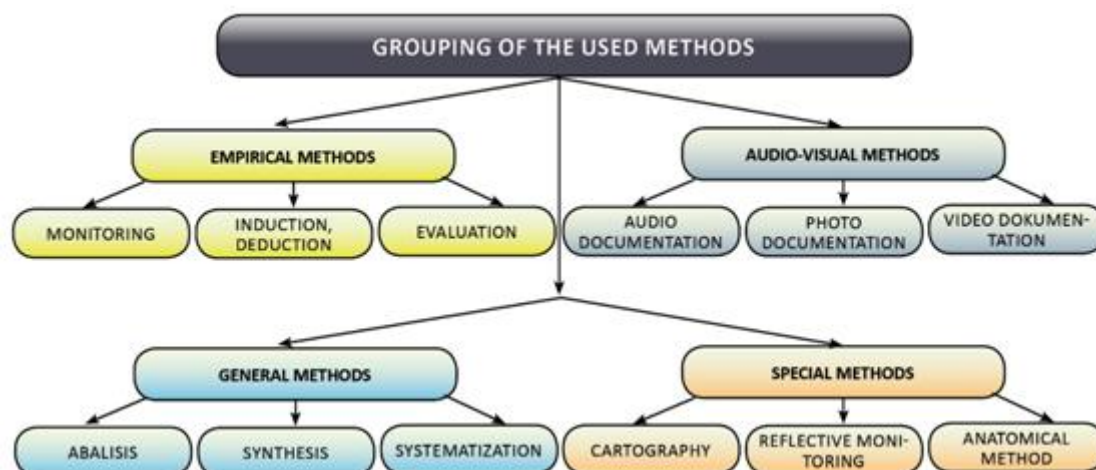 GROUPING OF THE USED METHODS
EMPIRICAL METHODS
AUDIO-VISUAL METHODS
MONITORING
INDUCTION,
DEDUCTION
EVALUATION
AUDIO
DOCUMENTATION
PHOTO
DOCUMENTATION
VIDEO DOKUMEN-
TATION
GENERAL METHODS
SPECIAL METHODS
ABALISIS
SYNTHESIS
SYSTEMATIZATION
CARTOGRAPHY
REFLECTIVE MONI-
TORING
ANATOMICAL
METHOD